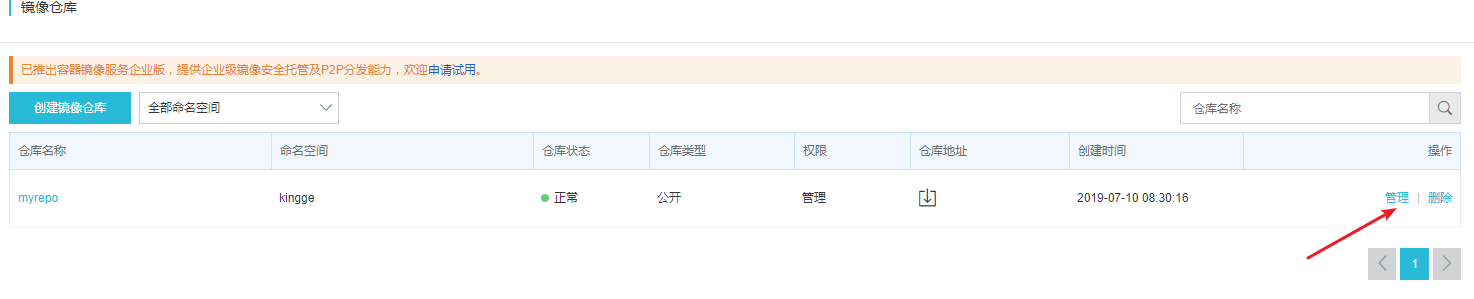 镜像仓库
已推出容器镜像服务企业版，提供企业级镜像安全托管及P2P分发能力，欢迎申请试用。
创建镜像仓库 全部命名空间 仓库名称
仓库名称 命名空间 仓库状态 仓库类型 权限 仓库地址 创建时间 操作
myrepo kingge 正常 公开 管理 2019-07-10 08:30:16 管理 | 删除
1